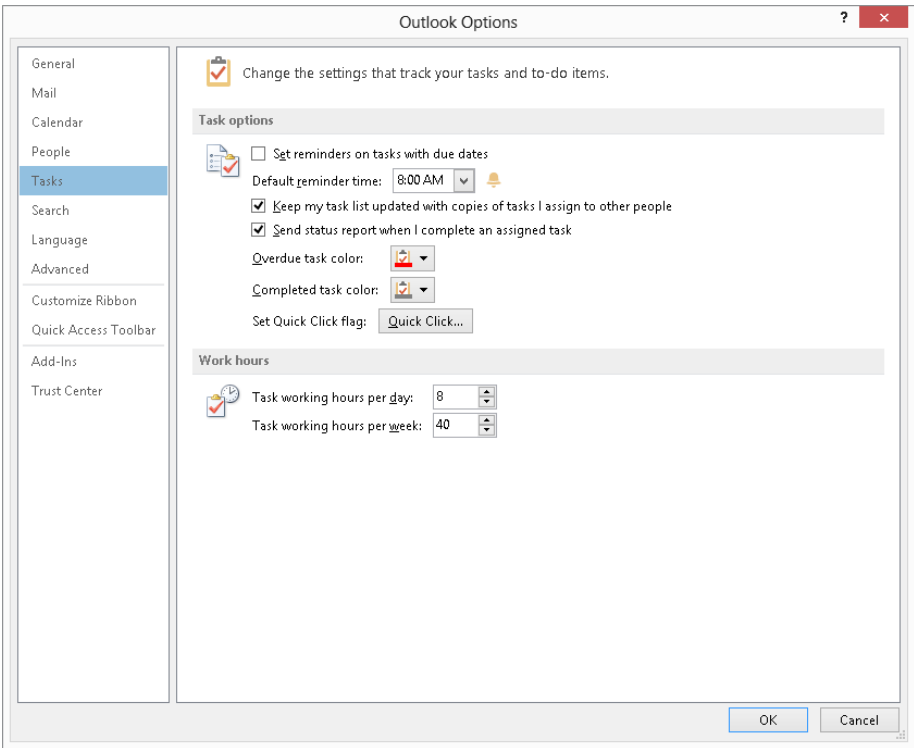 Outlook Options
?
General
Mail
Calendar
People
Tasks
Search
Language
Advanced
Customize Ribbon
Quick Access Toolbar
Add-Ins
Trust Center
Change the settings that track your tasks and to-do items.
Task options
Set reminders on tasks with due dates
Default reminder time: 8:00 AM
Keep my task list updated with copies of tasks I assign to other people
Send status report when I complete an assigned task
Overdue task color:
Completed task color:
Set Quick Click flag: Quick Click...
Work hours
Task working hours per day: 8
Task working hours per week: 40
OK Cancel